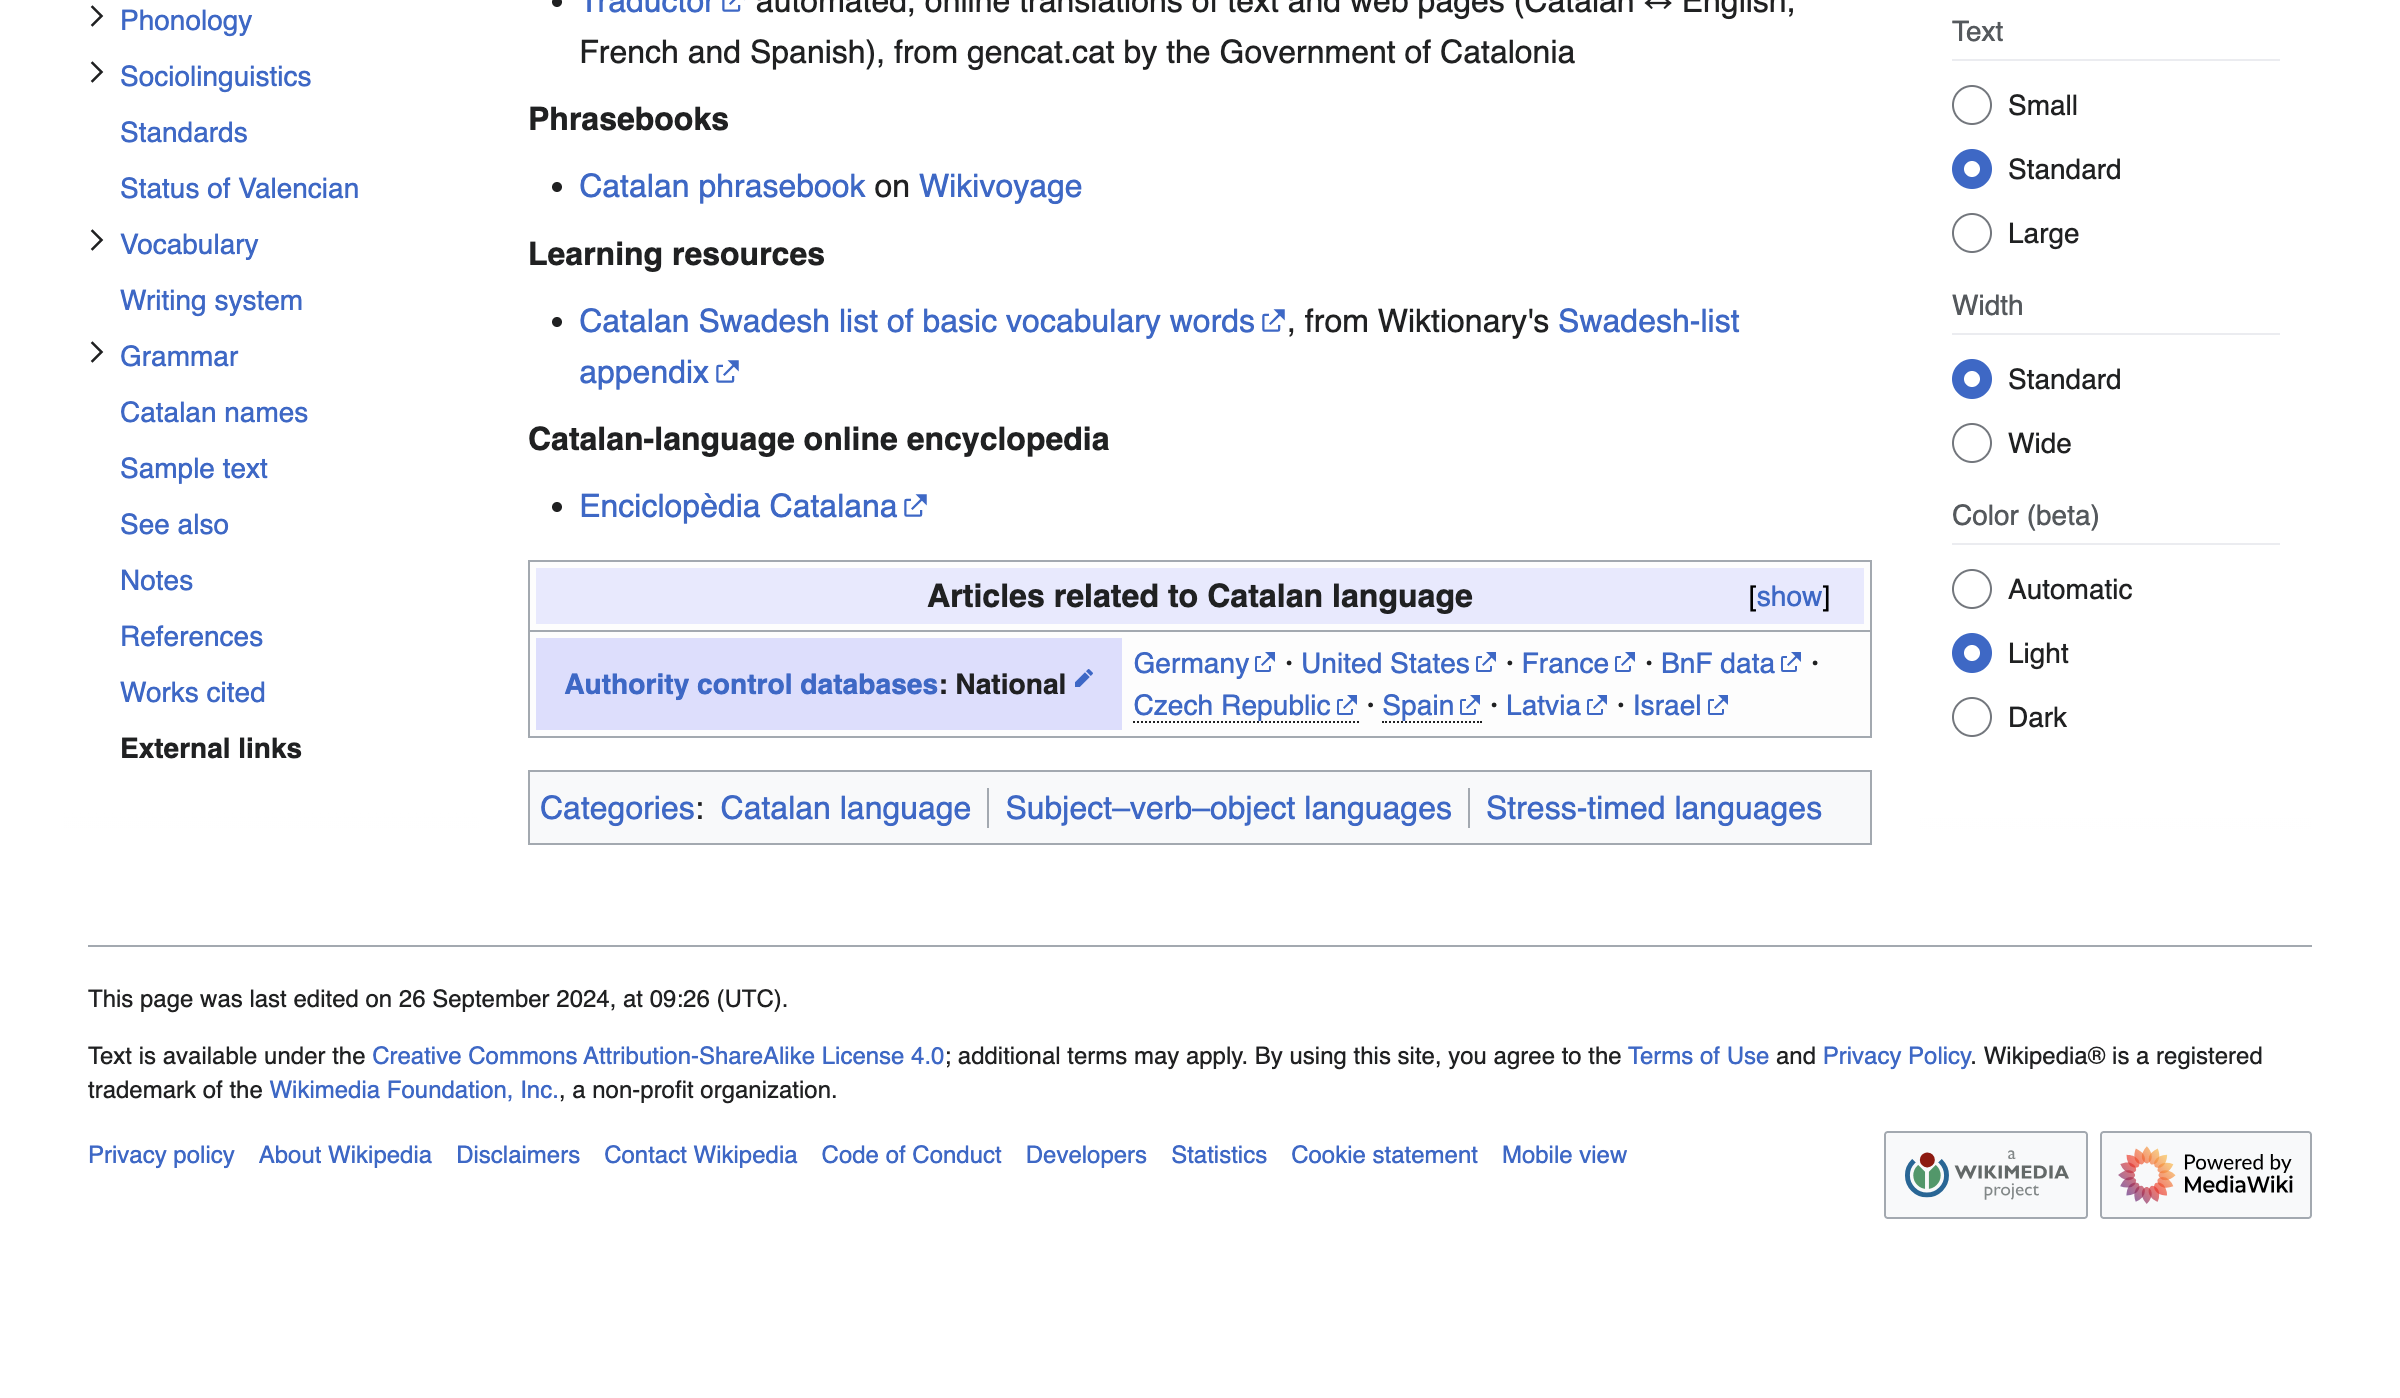 Phonology
Sociolinguistics
Standards
Status of Valencian
Vocabulary
Writing system
Grammar
Catalan names
Sample text
See also
Notes
References
Works cited
External links
Traductor automated, online translations of text and web pages (Catalan ↔ English,
French and Spanish), from gencat.cat by the Government of Catalonia
Phrasebooks
• Catalan phrasebook on Wikivoyage
Learning resources
• Catalan Swadesh list of basic vocabulary words, from Wiktionary's Swadesh-list
appendix
Catalan-language online encyclopedia
• Enciclopèdia Catalana
Articles related to Catalan language [show]
Authority control databases: National
Germany · United States · France · BnF data ·
Czech Republic · Spain · Latvia · Israel
Categories: Catalan language | Subject–verb–object languages | Stress-timed languages
Text
Small
Standard
Large
Width
Standard
Wide
Color (beta)
Automatic
Light
Dark
This page was last edited on 26 September 2024, at 09:26 (UTC).
Text is available under the Creative Commons Attribution-ShareAlike License 4.0; additional terms may apply. By using this site, you agree to the Terms of Use and Privacy Policy. Wikipedia® is a registered
trademark of the Wikimedia Foundation, Inc., a non-profit organization.
Privacy policy About Wikipedia Disclaimers Contact Wikipedia Code of Conduct Developers Statistics Cookie statement Mobile view
a
WIKIMEDIA
project
Powered by
MediaWiki